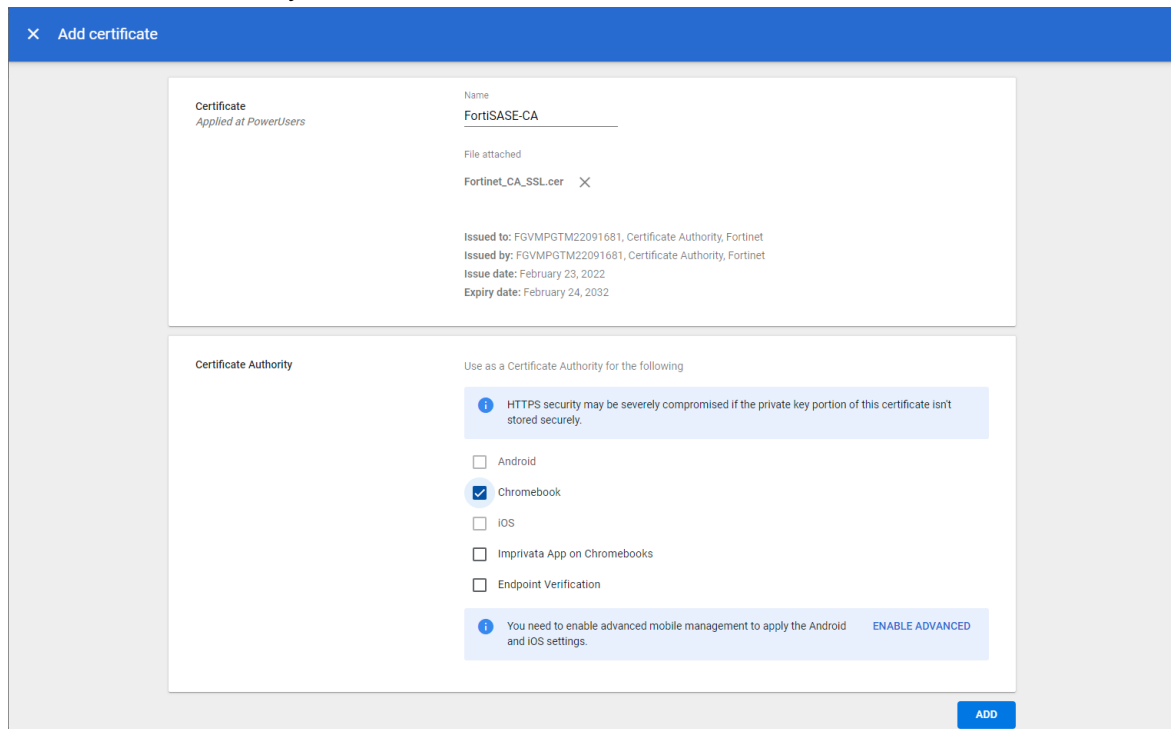 Add certificate
Certificate
Applied at PowerUsers
Name
FortiSASE-CA
File attached
Fortinet_CA_SSL.cer
Issued to: FGVMPGTM22091681, Certificate Authority, Fortinet
Issued by: FGVMPGTM22091681, Certificate Authority, Fortinet
Issue date: February 23, 2022
Expiry date: February 24, 2032
Certificate Authority
Use as a Certificate Authority for the following
HTTPS security may be severely compromised if the private key portion of this certificate isn't
stored securely.
Android
Chromebook
iOS
Imprivata App on Chromebooks
Endpoint Verification
You need to enable advanced mobile management to apply the Android
and iOS settings.
ENABLE ADVANCED
ADD